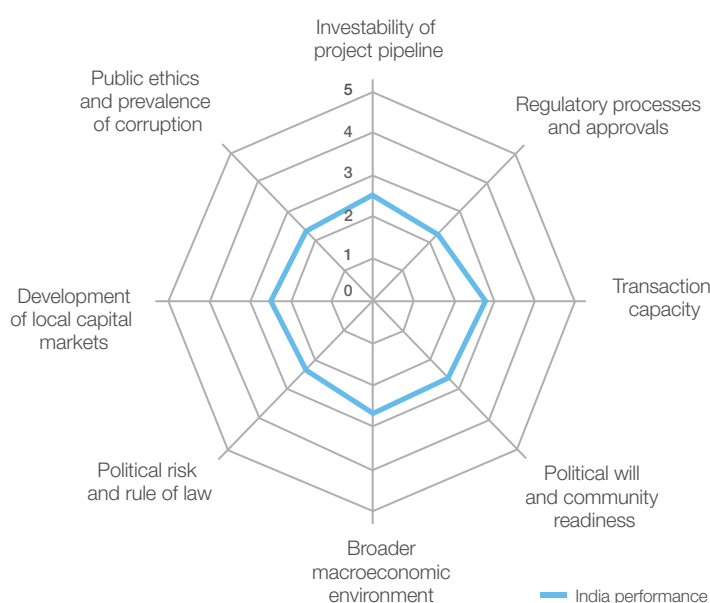 Investability of
project pipeline
Public ethics
and prevalence
of corruption
Regulatory processes
and approvals
5
4
3
2
1
0
Development
of local capital
markets
Transaction
capacity
Political risk
and rule of law
Political will
and community
readiness
Broader
macroeconomic
environment
India performance